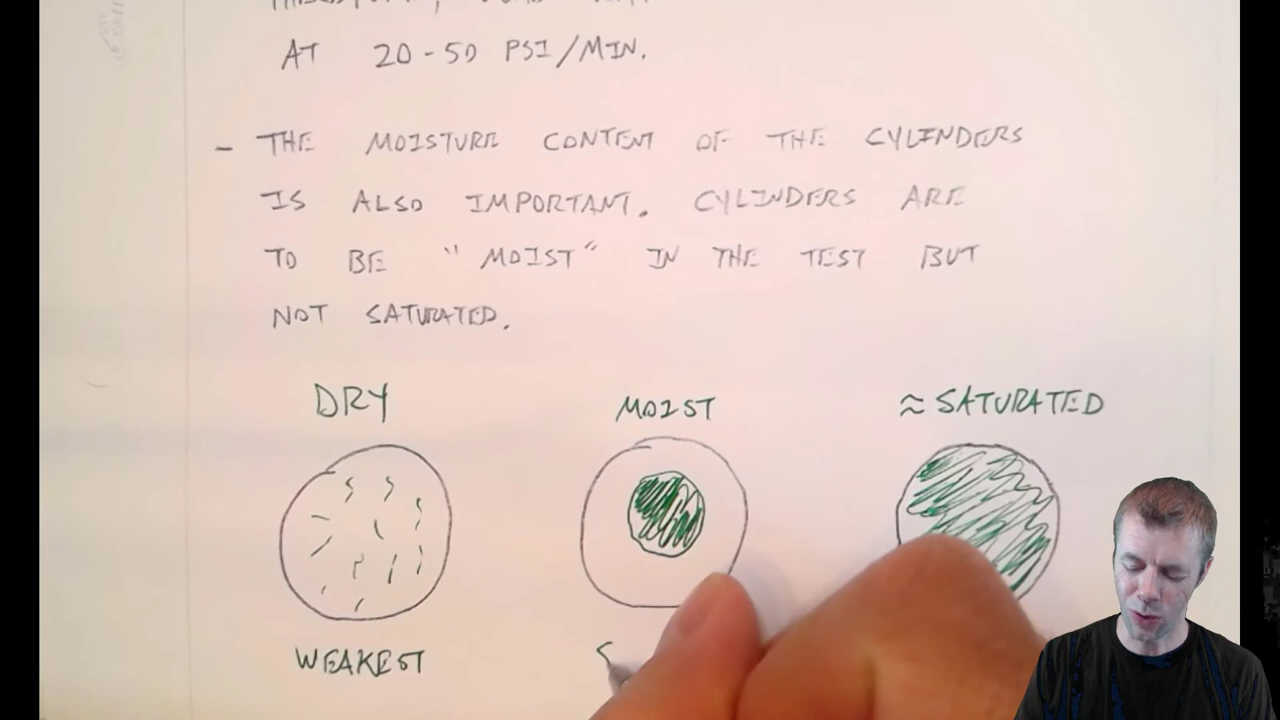 AT 20-50 PSI/MIN.
- THE MOISTURE CONTENT OF THE CYLINDERS
IS ALSO IMPORTANT. CYLINDERS ARE
TO BE "MOIST" IN THE TEST BUT
NOT SATURATED.
DRY MOIST ≈ SATURATED
WEAKEST S